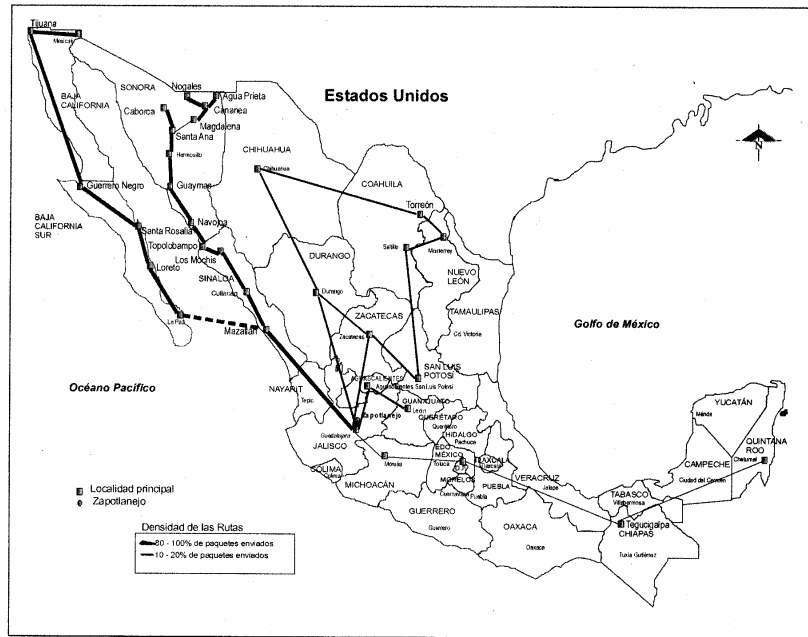 Tijuana
Mexicali
BAJA
CALIFORNIA
SONORA
Nogales
Agua Prieta
Caborca
Cananea
Magdalena
Santa Ana
Hermosillo
Estados Unidos
N
CHIHUAHUA
Chihuahua
COAHUILA
Guerrero Negro
Guaymas
BAJA
CALIFORNIA
SUR
Santa Rosalia
Navojoa
Topolobampo
Los Mochis
Torreón
Saltillo
Monterrey
Loreto
SINALOA
Culiacán
DURANGO
Durango
NUEVO
LEÓN
TAMAULIPAS
Cd. Victoria
La Paz
Mazatlán
ZACATECAS
Zacatecas
Golfo de México
SAN LUIS
POTOSÍ
Océano Pacífico
NAYARIT
Tepic
AGUASCALIENTES
Aguascalientes
San Luis Potosí
GUANAJUATO
León
Zapotlanejo
Guadalajara
JALISCO
QUERÉTARO
Querétaro
HIDALGO
Pachuca
YUCATÁN
Mérida
QUINTANA
ROO
Chetumal
CAMPECHE
Ciudad del Carmen
COLIMA
Colima
Morelia
MICHOACÁN
EDO
MÉXICO
Toluca
D.F.
TLAXCALA
Tlaxcala
MORELOS
Cuernavaca
PUEBLA
Puebla
VERACRUZ
Jalapa
TABASCO
Villahermosa
GUERRERO
Guerrero
OAXACA
Oaxaca
Tegucigalpa
CHIAPAS
Tuxtla Gutiérrez
Localidad principal
Zapotlanejo
Densidad de las Rutas
80 - 100% de paquetes enviados
10 - 20% de paquetes enviados